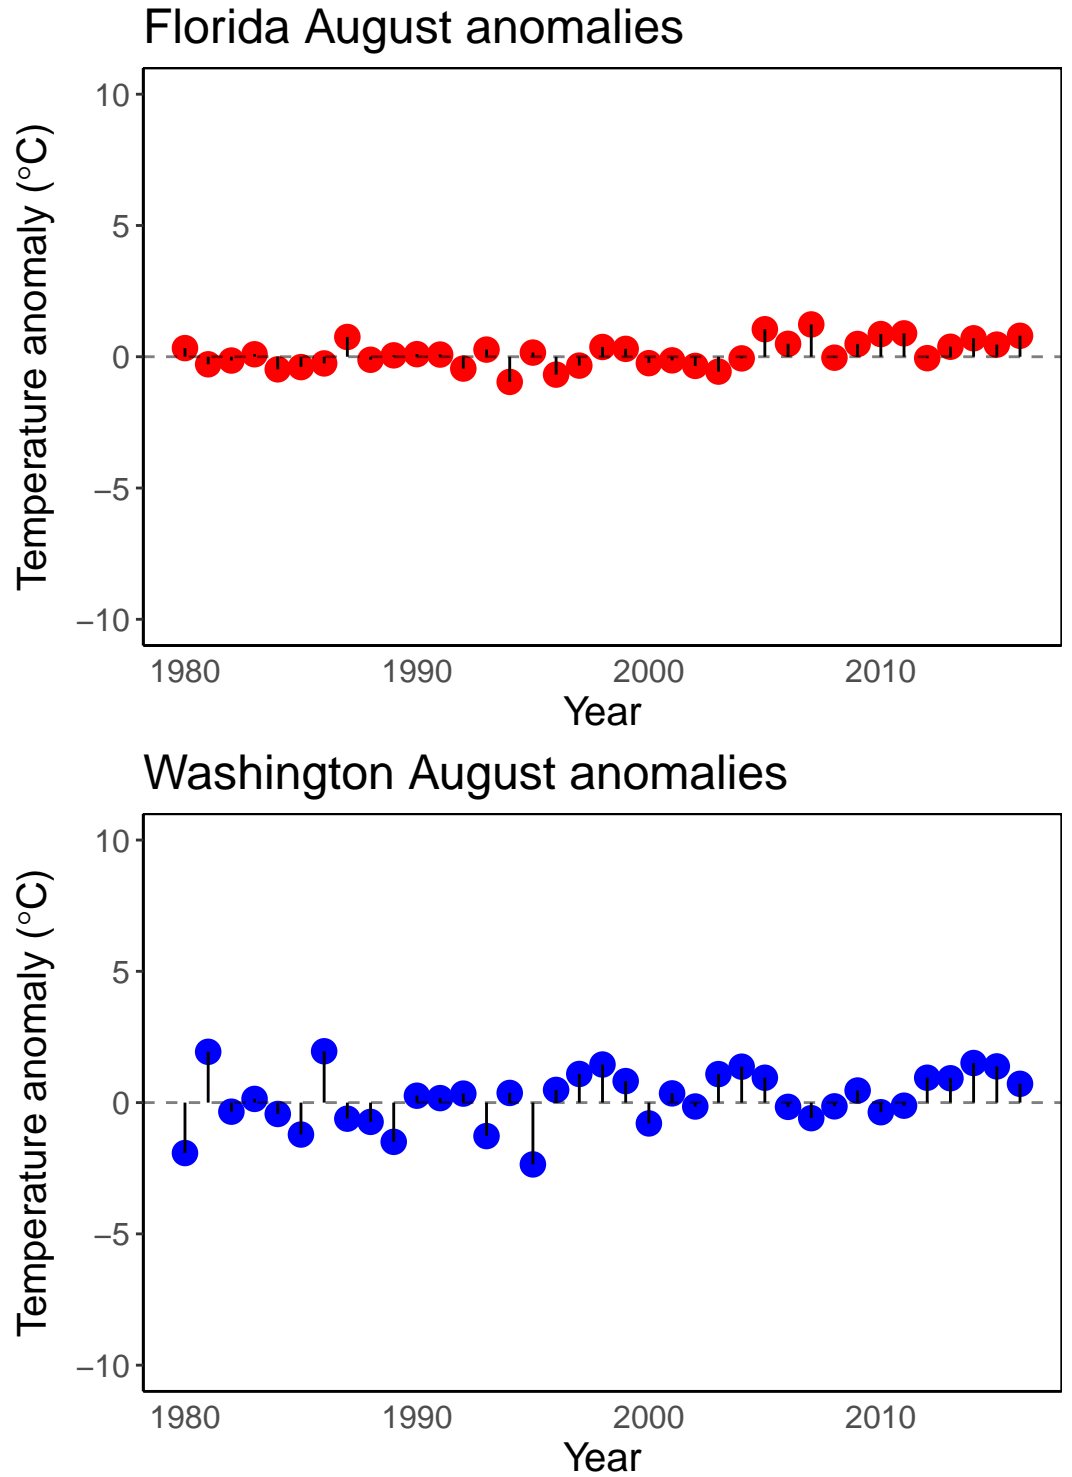 Florida August anomalies
Temperature anomaly (°C)
10
5
0
−5
−10
1980 1990 2000 2010
Year
Washington August anomalies
Temperature anomaly (°C)
10
5
0
−5
−10
1980 1990 2000 2010
Year